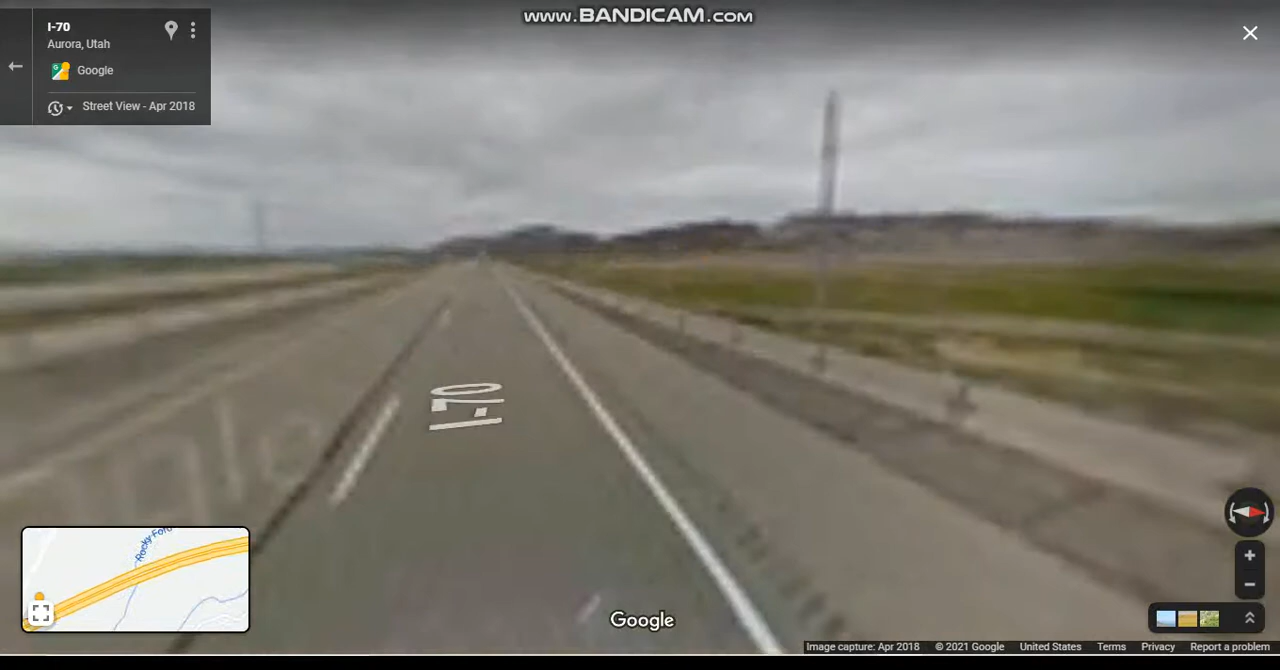 www.BANDICAM.com
I-70
Aurora, Utah
Google
Street View - Apr 2018
I-70
Google
Image capture: Apr 2018 © 2021 Google United States Terms Privacy Report a problem